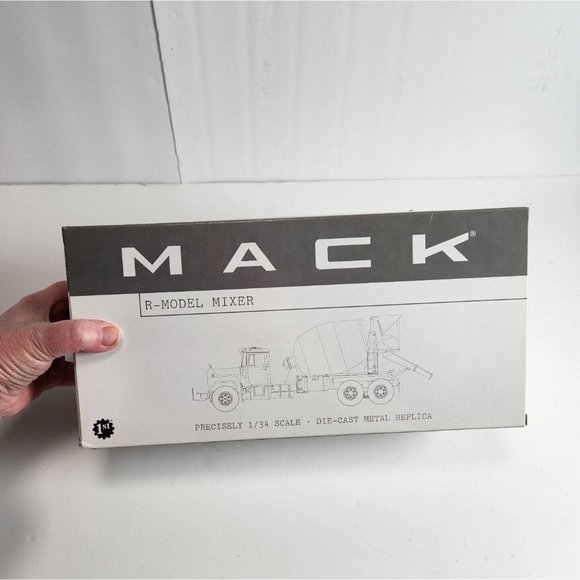 MACK®
R-MODEL MIXER
PRECISELY 1/34 SCALE · DIE-CAST METAL REPLICA
1st